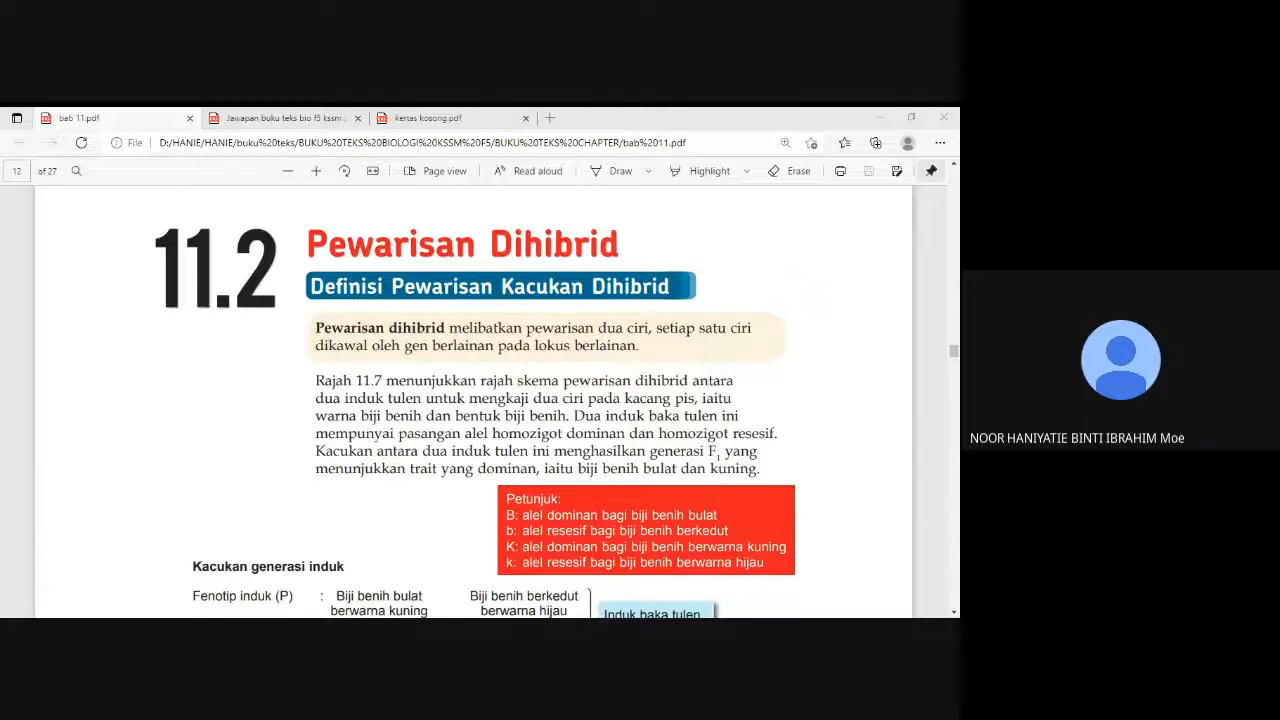 bab 11.pdf
Jawapan buku teks bio f5 kssm...
kertas kosong.pdf
File
D:/HANIE/HANIE/buku%20teks/BUKU%20TEKS%20BIOLOGI%20KSSM%20F5/BUKU%20TEKS%20CHAPTER/bab%2011.pdf
12 of 27
Page view
Read aloud
Draw
Highlight
Erase
11.2
Pewarisan Dihibrid
Definisi Pewarisan Kacukan Dihibrid
Pewarisan dihibrid melibatkan pewarisan dua ciri, setiap satu ciri
dikawal oleh gen berlainan pada lokus berlainan.
Rajah 11.7 menunjukkan rajah skema pewarisan dihibrid antara
dua induk tulen untuk mengkaji dua ciri pada kacang pis, iaitu
warna biji benih dan bentuk biji benih. Dua induk baka tulen ini
mempunyai pasangan alel homozigot dominan dan homozigot resesif.
Kacukan antara dua induk tulen ini menghasilkan generasi F1 yang
menunjukkan trait yang dominan, iaitu biji benih bulat dan kuning.
Petunjuk:
B: alel dominan bagi biji benih bulat
b: alel resesif bagi biji benih berkedut
K: alel dominan bagi biji benih berwarna kuning
k: alel resesif bagi biji benih berwarna hijau
Kacukan generasi induk
Fenotip induk (P) : Biji benih bulat Biji benih berkedut
berwarna kuning berwarna hijau
Induk baka tulen
NOOR HANIYATIE BINTI IBRAHIM Moe